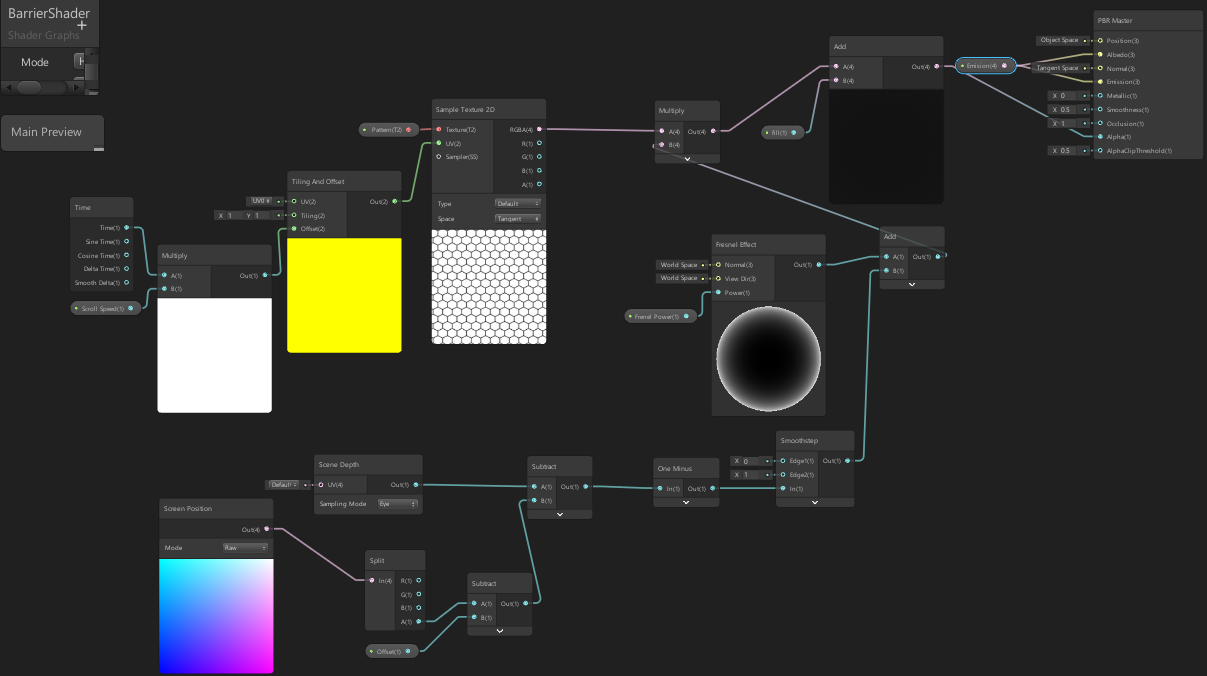 BarrierShader
+
Shader Graphs
Mode
Main Preview
Time
Time(1)
Sine Time(1)
Cosine Time(1)
Delta Time(1)
Smooth Delta(1)
Scroll Speed(1)
Multiply
A(1) Out(1)
B(1)
Tiling And Offset
UV0 UV(2) Out(2)
X 1 Y 1 Tiling(2)
Offset(2)
Pattern(T2)
Sample Texture 2D
Texture(T2) RGBA(4)
UV(2) R(1)
Sampler(SS) G(1)
B(1)
A(1)
Type Default
Space Tangent
Multiply
A(4) Out(4)
B(4)
Fill(1)
Add
A(4) Out(4)
B(4)
Emission(4)
PBR Master
Object Space Position(3)
Albedo(3)
Tangent Space Normal(3)
Emission(3)
X 0 Metallic(1)
X 0.5 Smoothness(1)
X 1 Occlusion(1)
Alpha(1)
X 0.5 AlphaClipThreshold(1)
Fresnel Effect
World Space Normal(3) Out(1)
World Space View Dir(3)
Power(1)
Frenel Power(1)
Add
A(1) Out(1)
B(1)
Smoothstep
X 0 Edge1(1) Out(1)
X 1 Edge2(1)
In(1)
One Minus
In(1) Out(1)
Subtract
A(1) Out(1)
B(1)
Scene Depth
Default UV(4) Out(1)
Sampling Mode Eye
Screen Position
Out(4)
Mode Raw
Split
In(4) R(1)
G(1)
B(1)
A(1)
Offset(1)
Subtract
A(1) Out(1)
B(1)